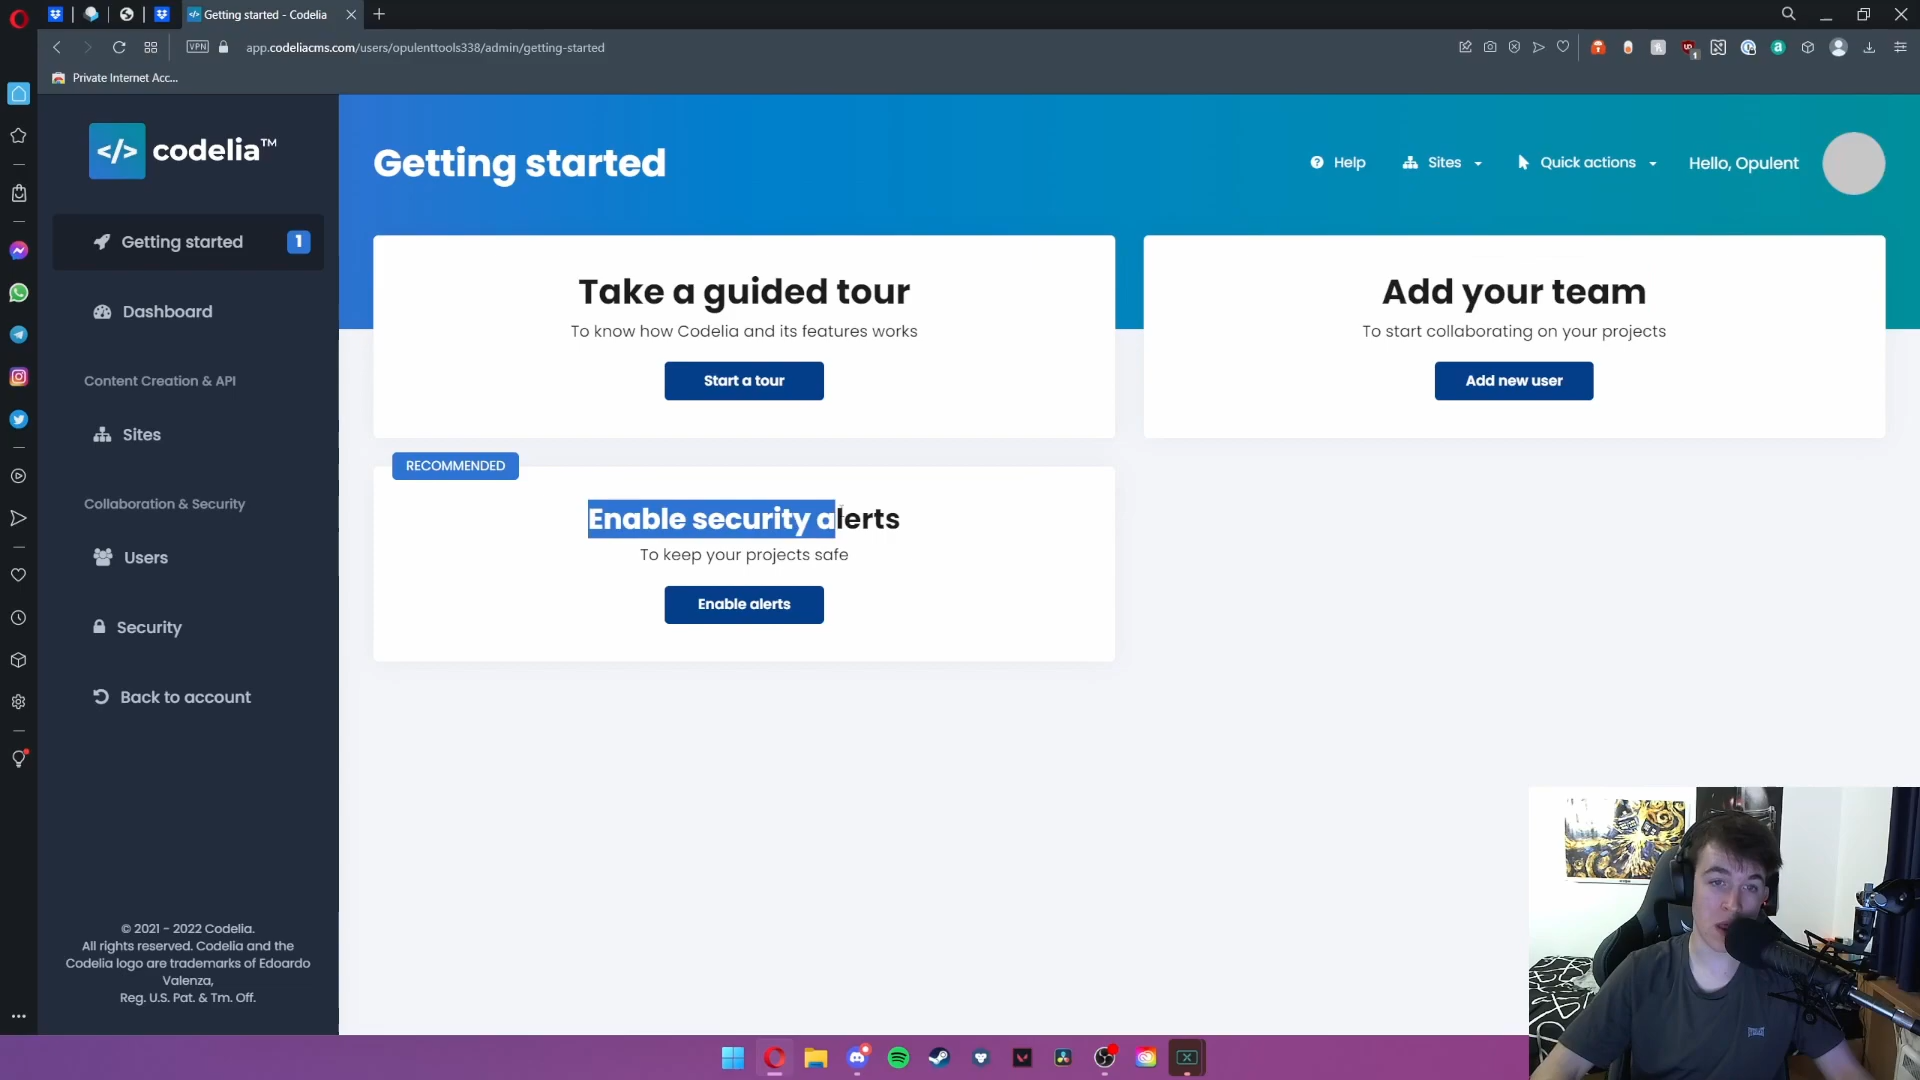 Getting started - Codelia
VPN
app.codeliacms.com/users/opulenttools338/admin/getting-started
Private Internet Acc...
</> codelia™
Getting started 1
Dashboard
Content Creation & API
Sites
Collaboration & Security
Users
Security
Back to account
© 2021 - 2022 Codelia.
All rights reserved. Codelia and the
Codelia logo are trademarks of Edoardo
Valenza,
Reg. U.S. Pat. & Tm. Off.
Getting started
Help
Sites
Quick actions
Hello, Opulent
Take a guided tour
To know how Codelia and its features works
Start a tour
Add your team
To start collaborating on your projects
Add new user
RECOMMENDED
Enable security alerts
To keep your projects safe
Enable alerts